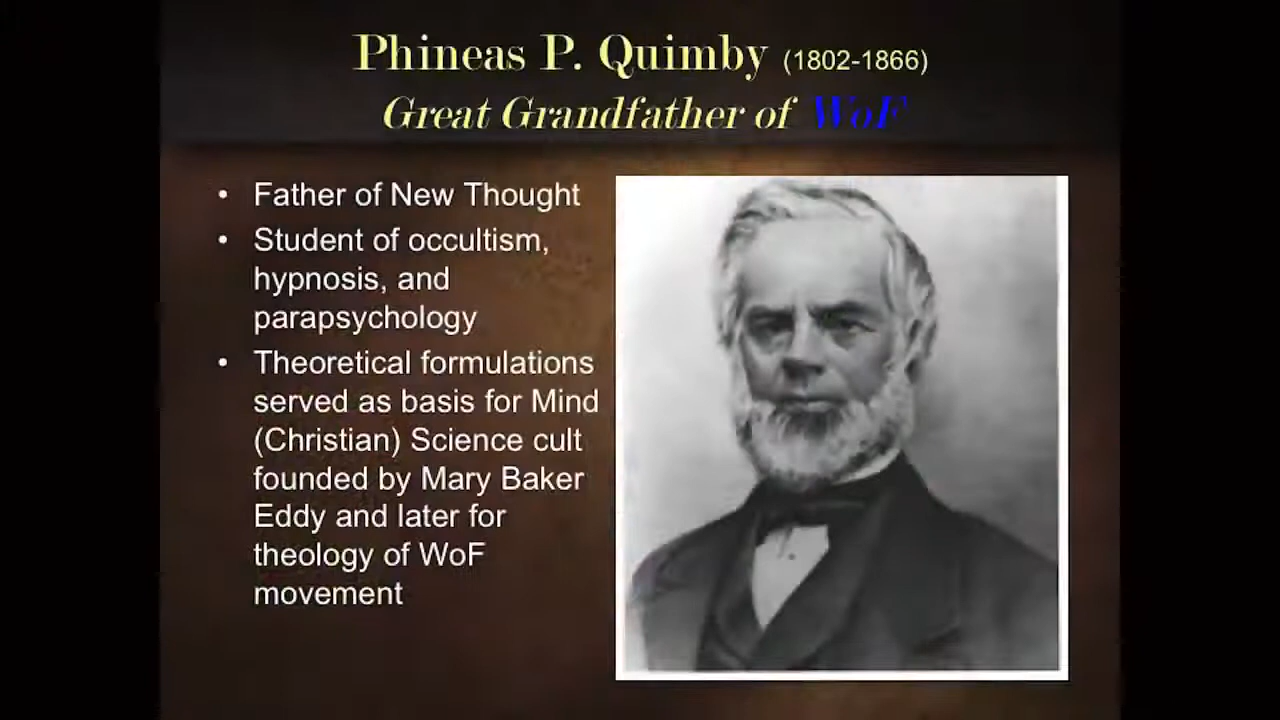 Phineas P. Quimby (1802-1866)
Great Grandfather of WoF
• Father of New Thought
• Student of occultism,
hypnosis, and
parapsychology
• Theoretical formulations
served as basis for Mind
(Christian) Science cult
founded by Mary Baker
Eddy and later for
theology of WoF
movement